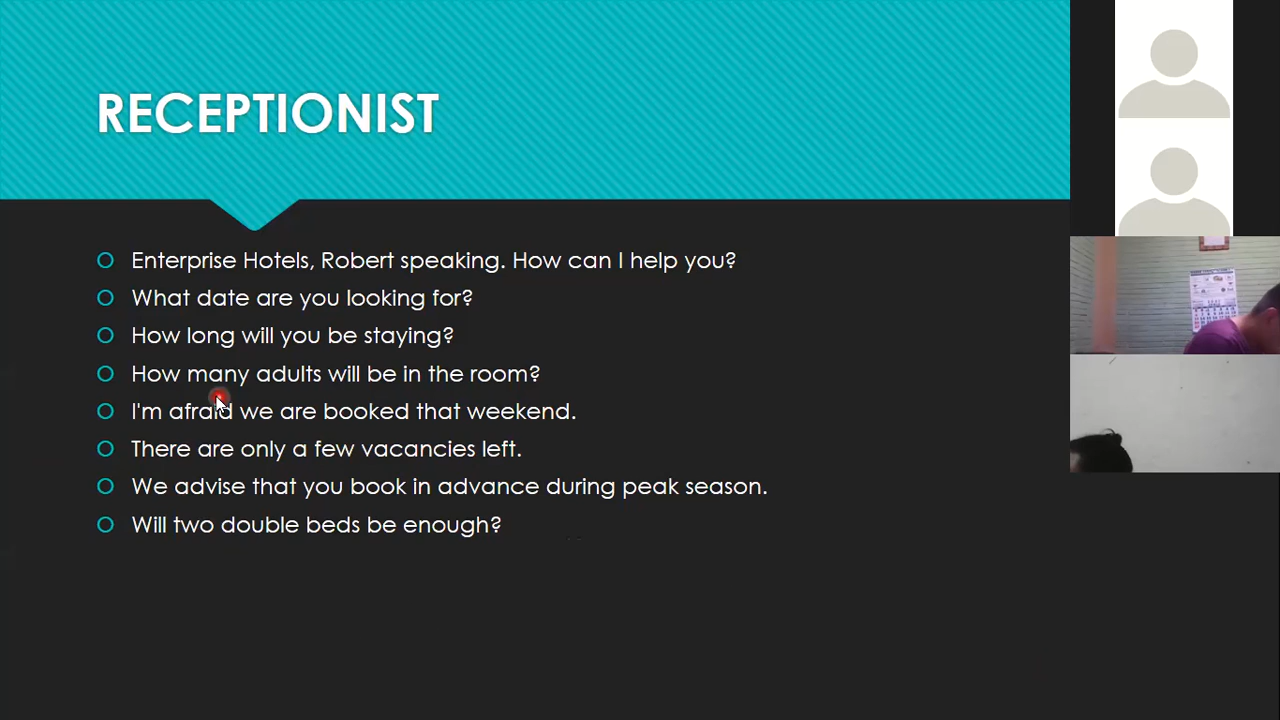 RECEPTIONIST
Enterprise Hotels, Robert speaking. How can I help you?
What date are you looking for?
How long will you be staying?
How many adults will be in the room?
I'm afraid we are booked that weekend.
There are only a few vacancies left.
We advise that you book in advance during peak season.
Will two double beds be enough?